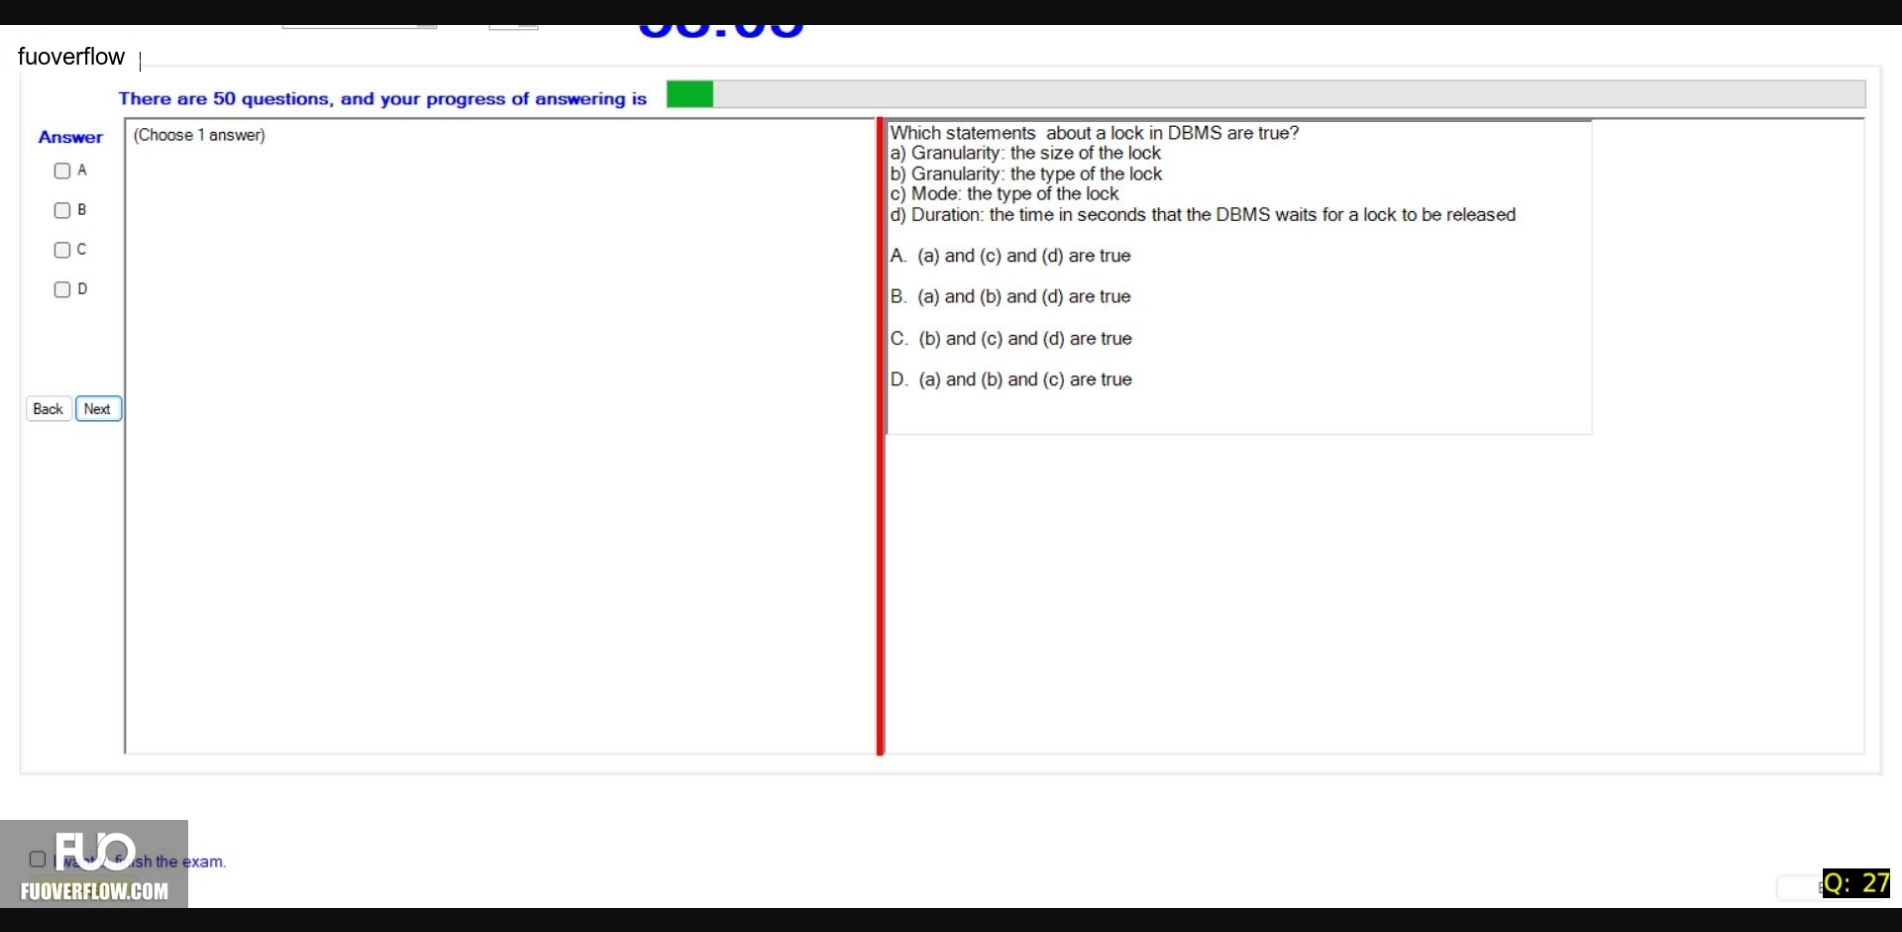 fuoverflow
There are 50 questions, and your progress of answering is
Answer
(Choose 1 answer)
A
B
C
D
Back
Next
Which statements about a lock in DBMS are true?
a) Granularity: the size of the lock
b) Granularity: the type of the lock
c) Mode: the type of the lock
d) Duration: the time in seconds that the DBMS waits for a lock to be released
A. (a) and (c) and (d) are true
B. (a) and (b) and (d) are true
C. (b) and (c) and (d) are true
D. (a) and (b) and (c) are true
the exam.
FUO
FUOVERFLOW.COM
Q: 27